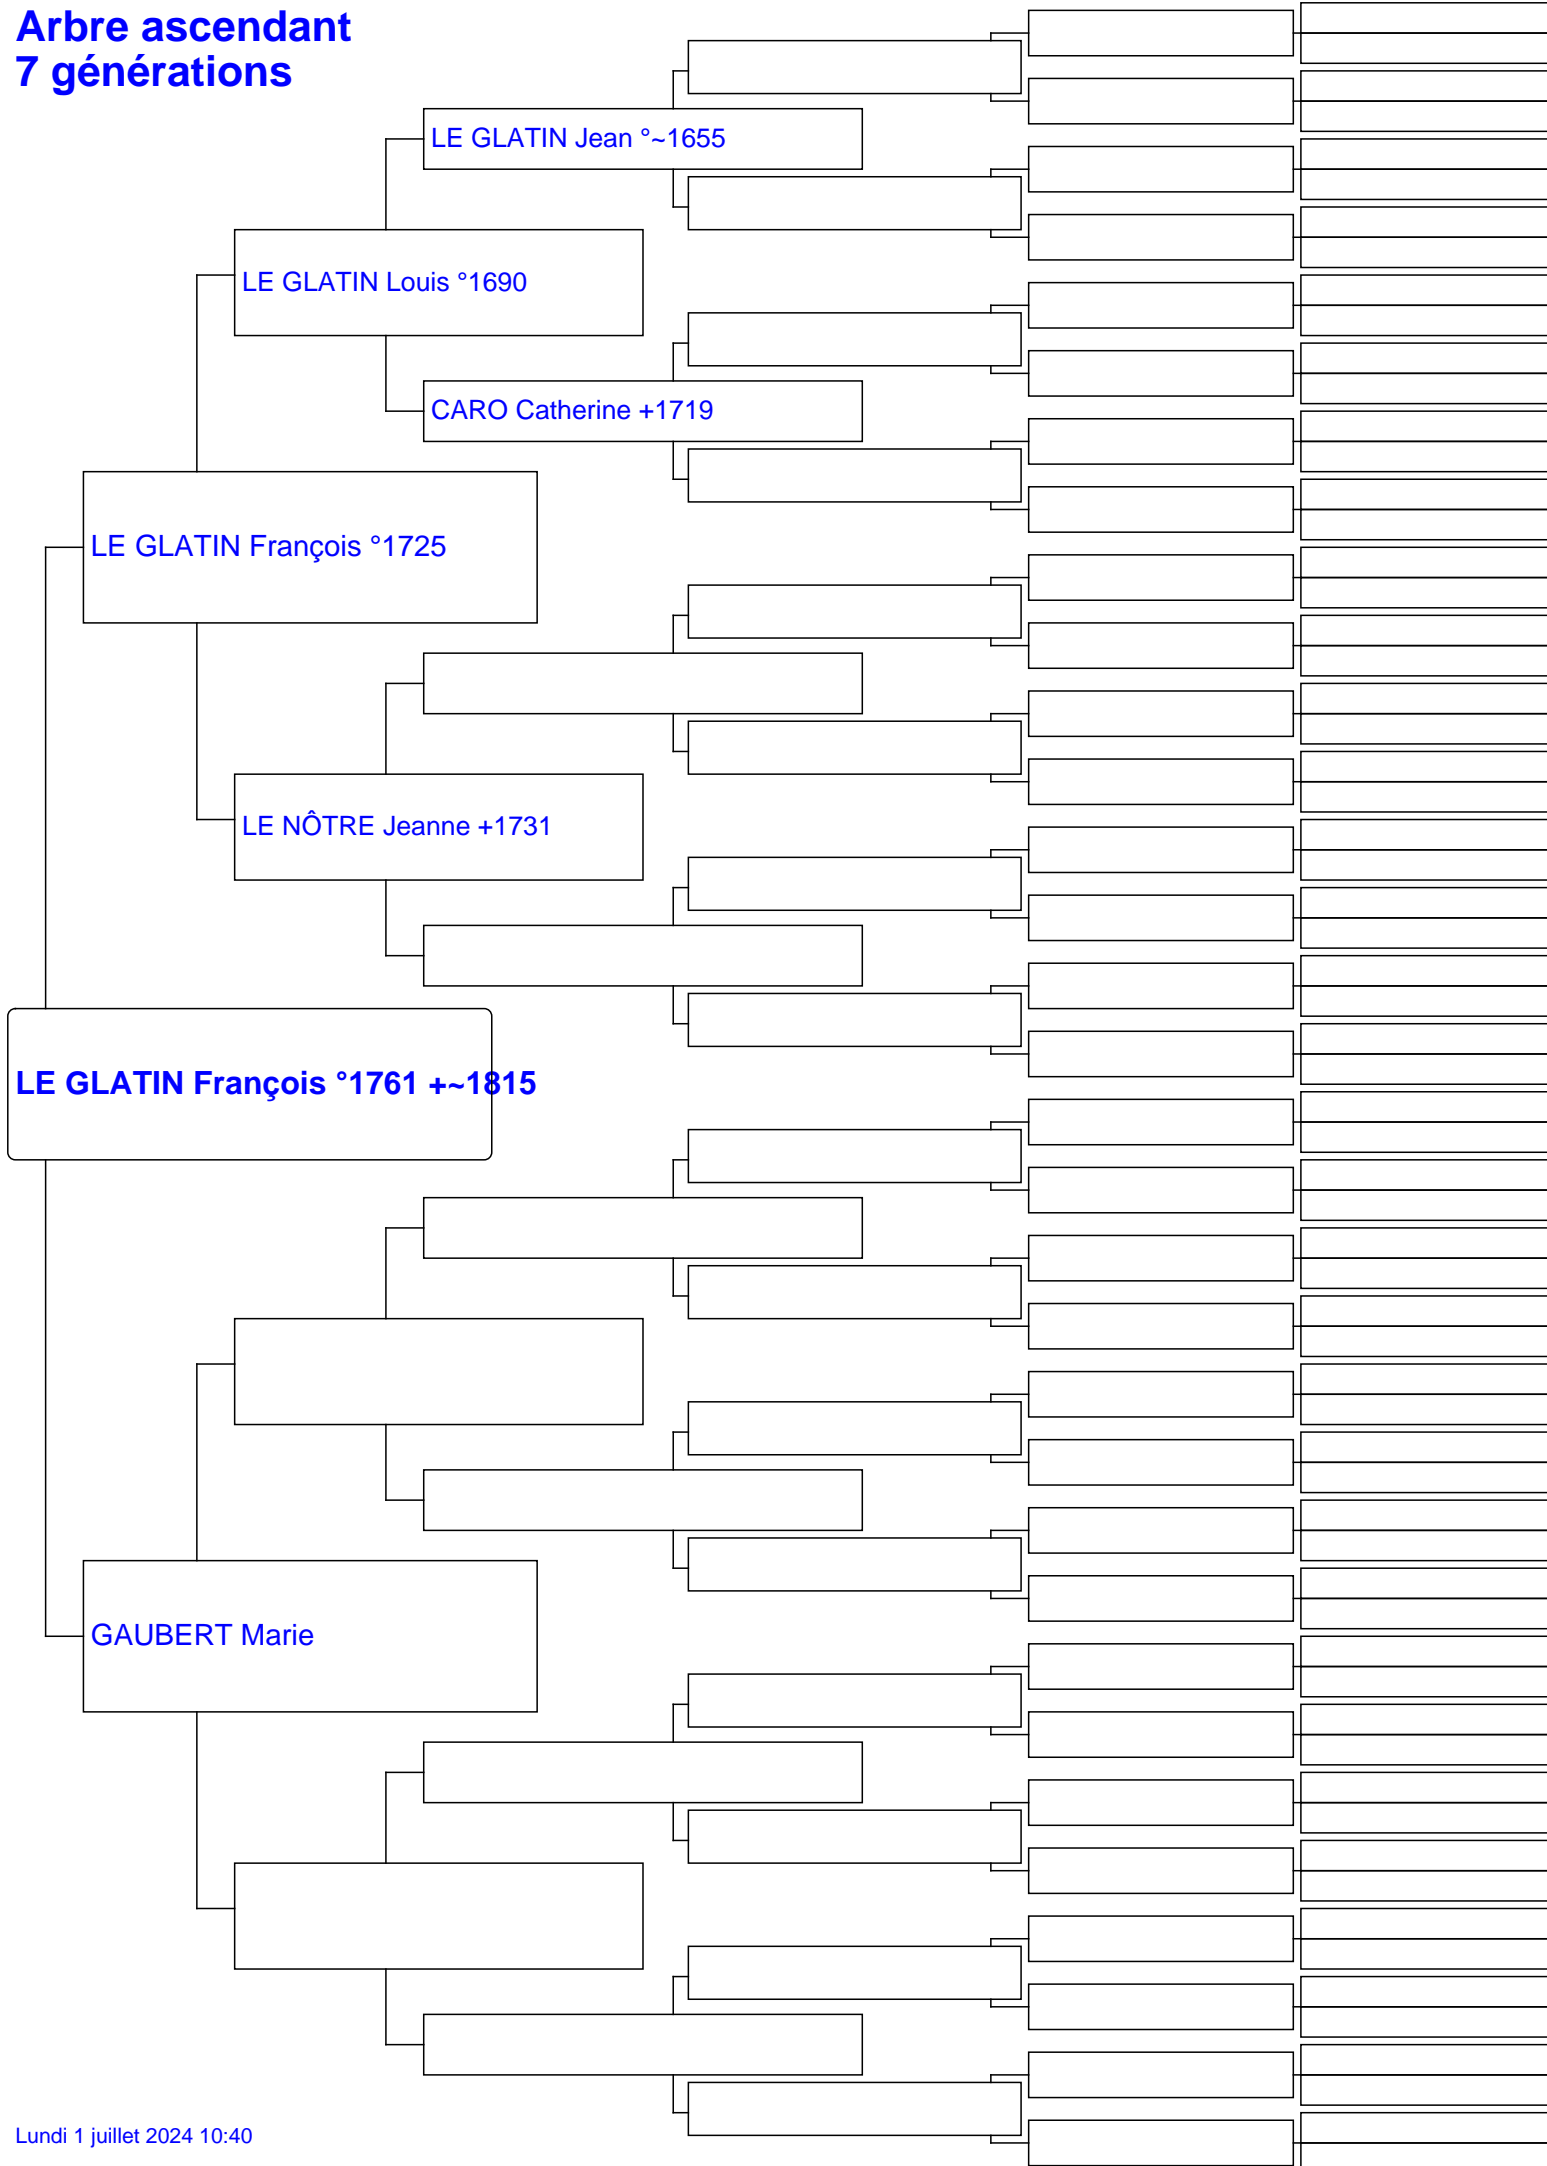 Arbre ascendant
7 générations
LE GLATIN Jean °~1655
LE GLATIN Louis °1690
CARO Catherine +1719
LE GLATIN François °1725
LE NÔTRE Jeanne +1731
LE GLATIN François °1761 +~1815
GAUBERT Marie
Lundi 1 juillet 2024 10:40